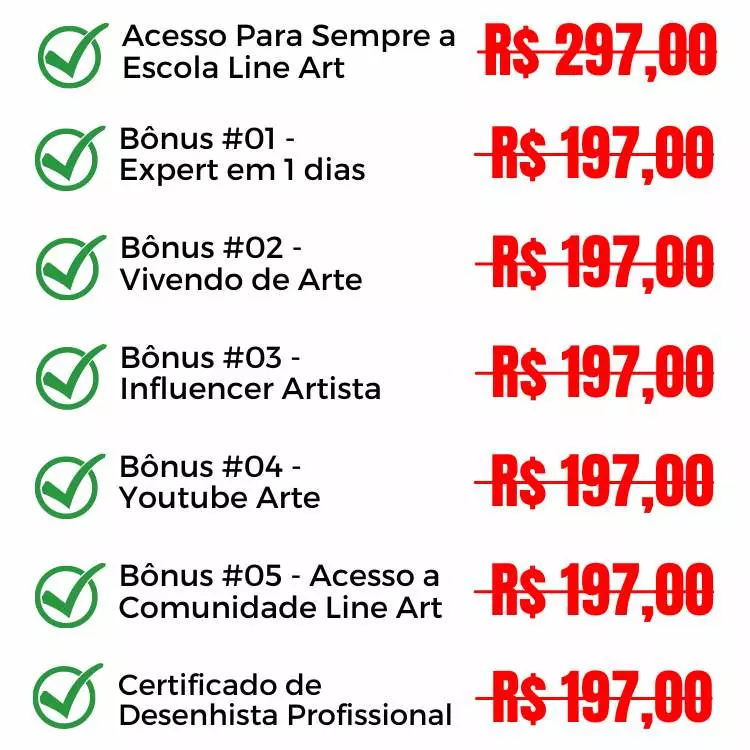 Acesso Para Sempre a R$ 297,00
Escola Line Art
Bônus #01 -
Expert em 1 dias R$ 197,00
Bônus #02 -
Vivendo de Arte R$ 197,00
Bônus #03 -
Influencer Artista R$ 197,00
Bônus #04 -
Youtube Arte R$ 197,00
Bônus #05 - Acesso a
Comunidade Line Art R$ 197,00
Certificado de
Desenhista Profissional R$ 197,00